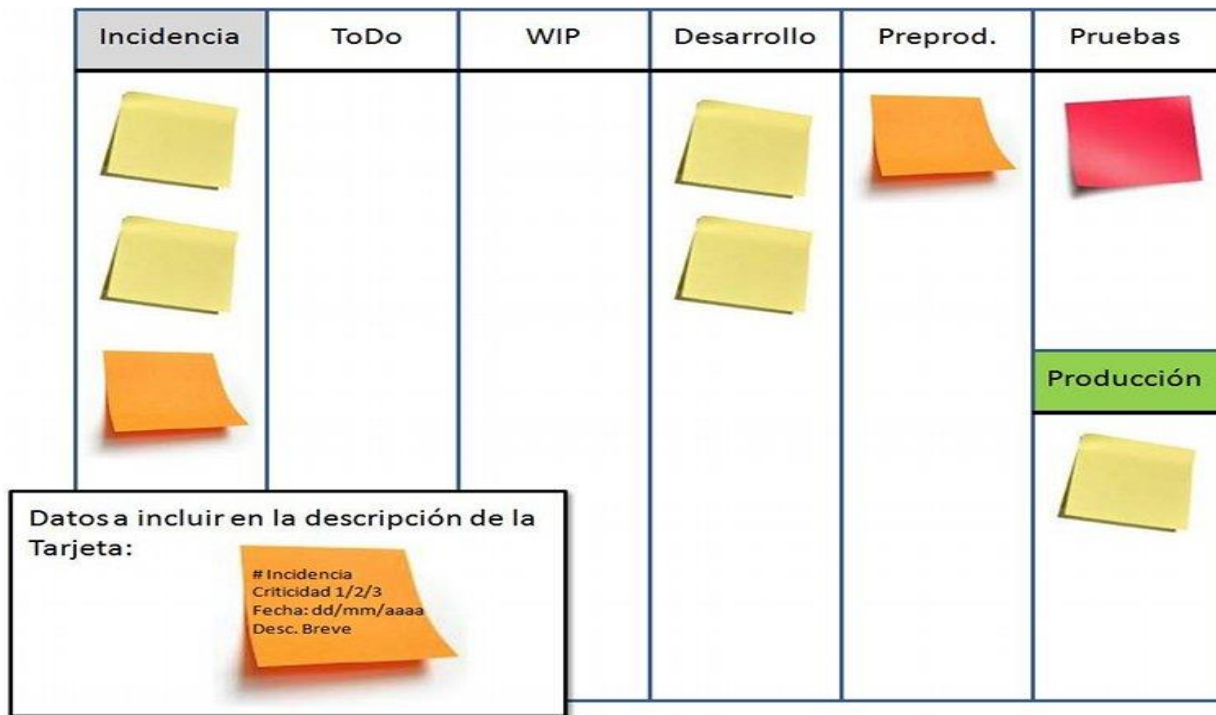 Incidencia
ToDo
WIP
Desarrollo
Preprod.
Pruebas
Producción
Datos a incluir en la descripción de la
Tarjeta:
# Incidencia
Criticidad 1/2/3
Fecha: dd/mm/aaaa
Desc. Breve